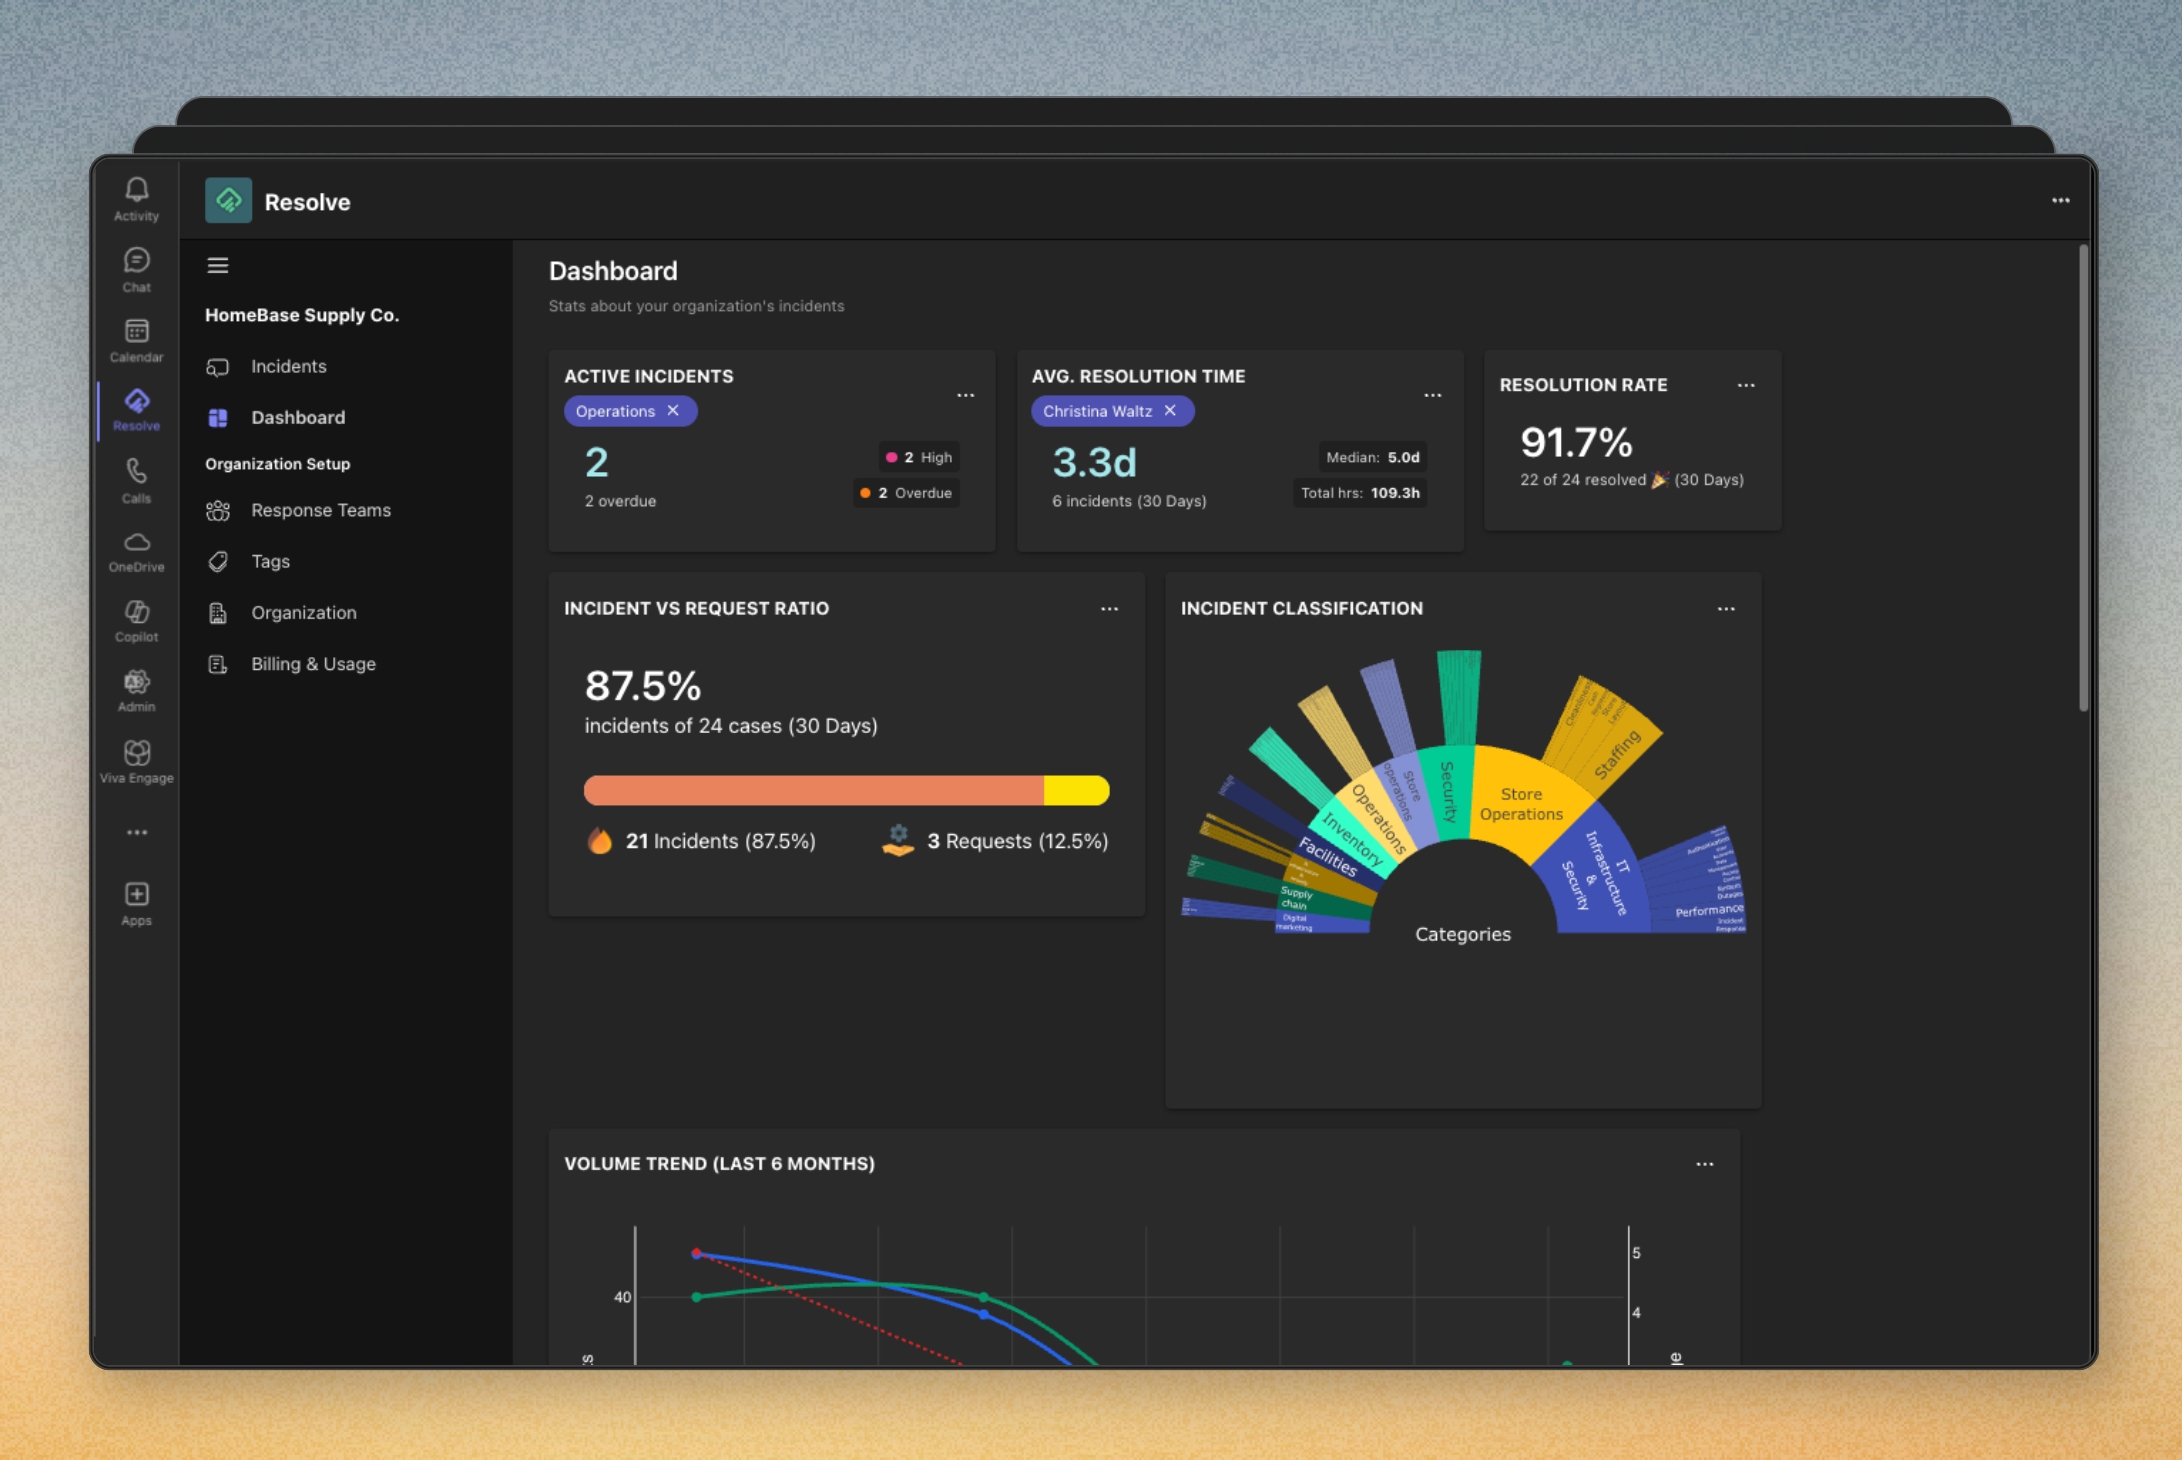 Activity
Chat
Calendar
Resolve
Calls
OneDrive
Copilot
Admin
Viva Engage
Apps
Resolve
HomeBase Supply Co.
Incidents
Dashboard
Organization Setup
Response Teams
Tags
Organization
Billing & Usage
Dashboard
Stats about your organization's incidents
ACTIVE INCIDENTS
Operations
2
2 overdue
2 High
2 Overdue
AVG. RESOLUTION TIME
Christina Waltz
3.3d
6 incidents (30 Days)
Median: 5.0d
Total hrs: 109.3h
RESOLUTION RATE
91.7%
22 of 24 resolved 🎉 (30 Days)
INCIDENT VS REQUEST RATIO
87.5%
incidents of 24 cases (30 Days)
21 Incidents (87.5%)
3 Requests (12.5%)
INCIDENT CLASSIFICATION
Digital
marketing
Supply
chain
Facilities
Inventory
Operations
Store
operations
Security
Store
Operations
IT
Infrastructure
&
Security
Cleanliness
Staffing
Performance
Categories
VOLUME TREND (LAST 6 MONTHS)
40
5
4